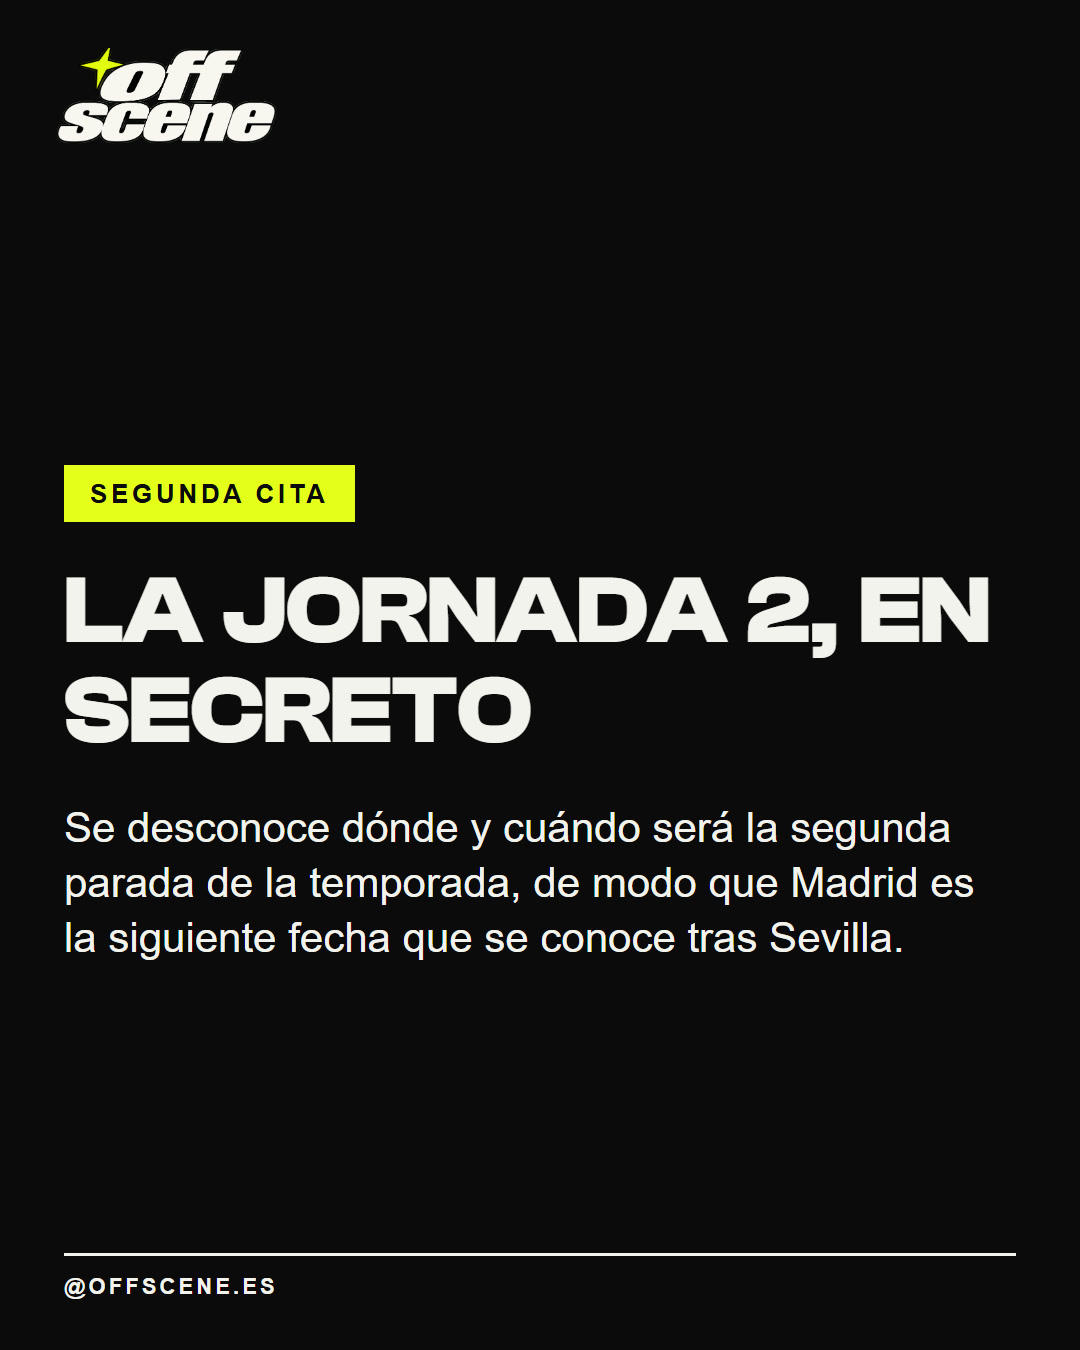 off
scene
SEGUNDA CITA
LA JORNADA 2, EN
SECRETO
Se desconoce dónde y cuándo será la segunda
parada de la temporada, de modo que Madrid es
la siguiente fecha que se conoce tras Sevilla.
@OFFSCENE.ES